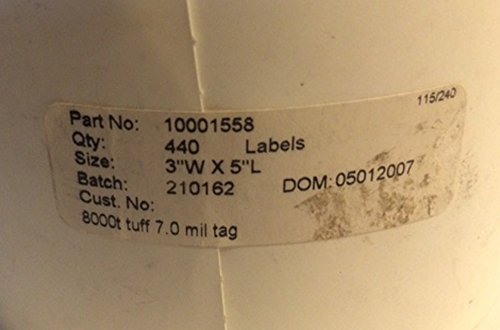 115/240
Part No: 10001558
Qty: 440 Labels
Size: 3"W X 5"L
Batch: 210162 DOM: 05012007
Cust. No:
8000t tuff 7.0 mil tag